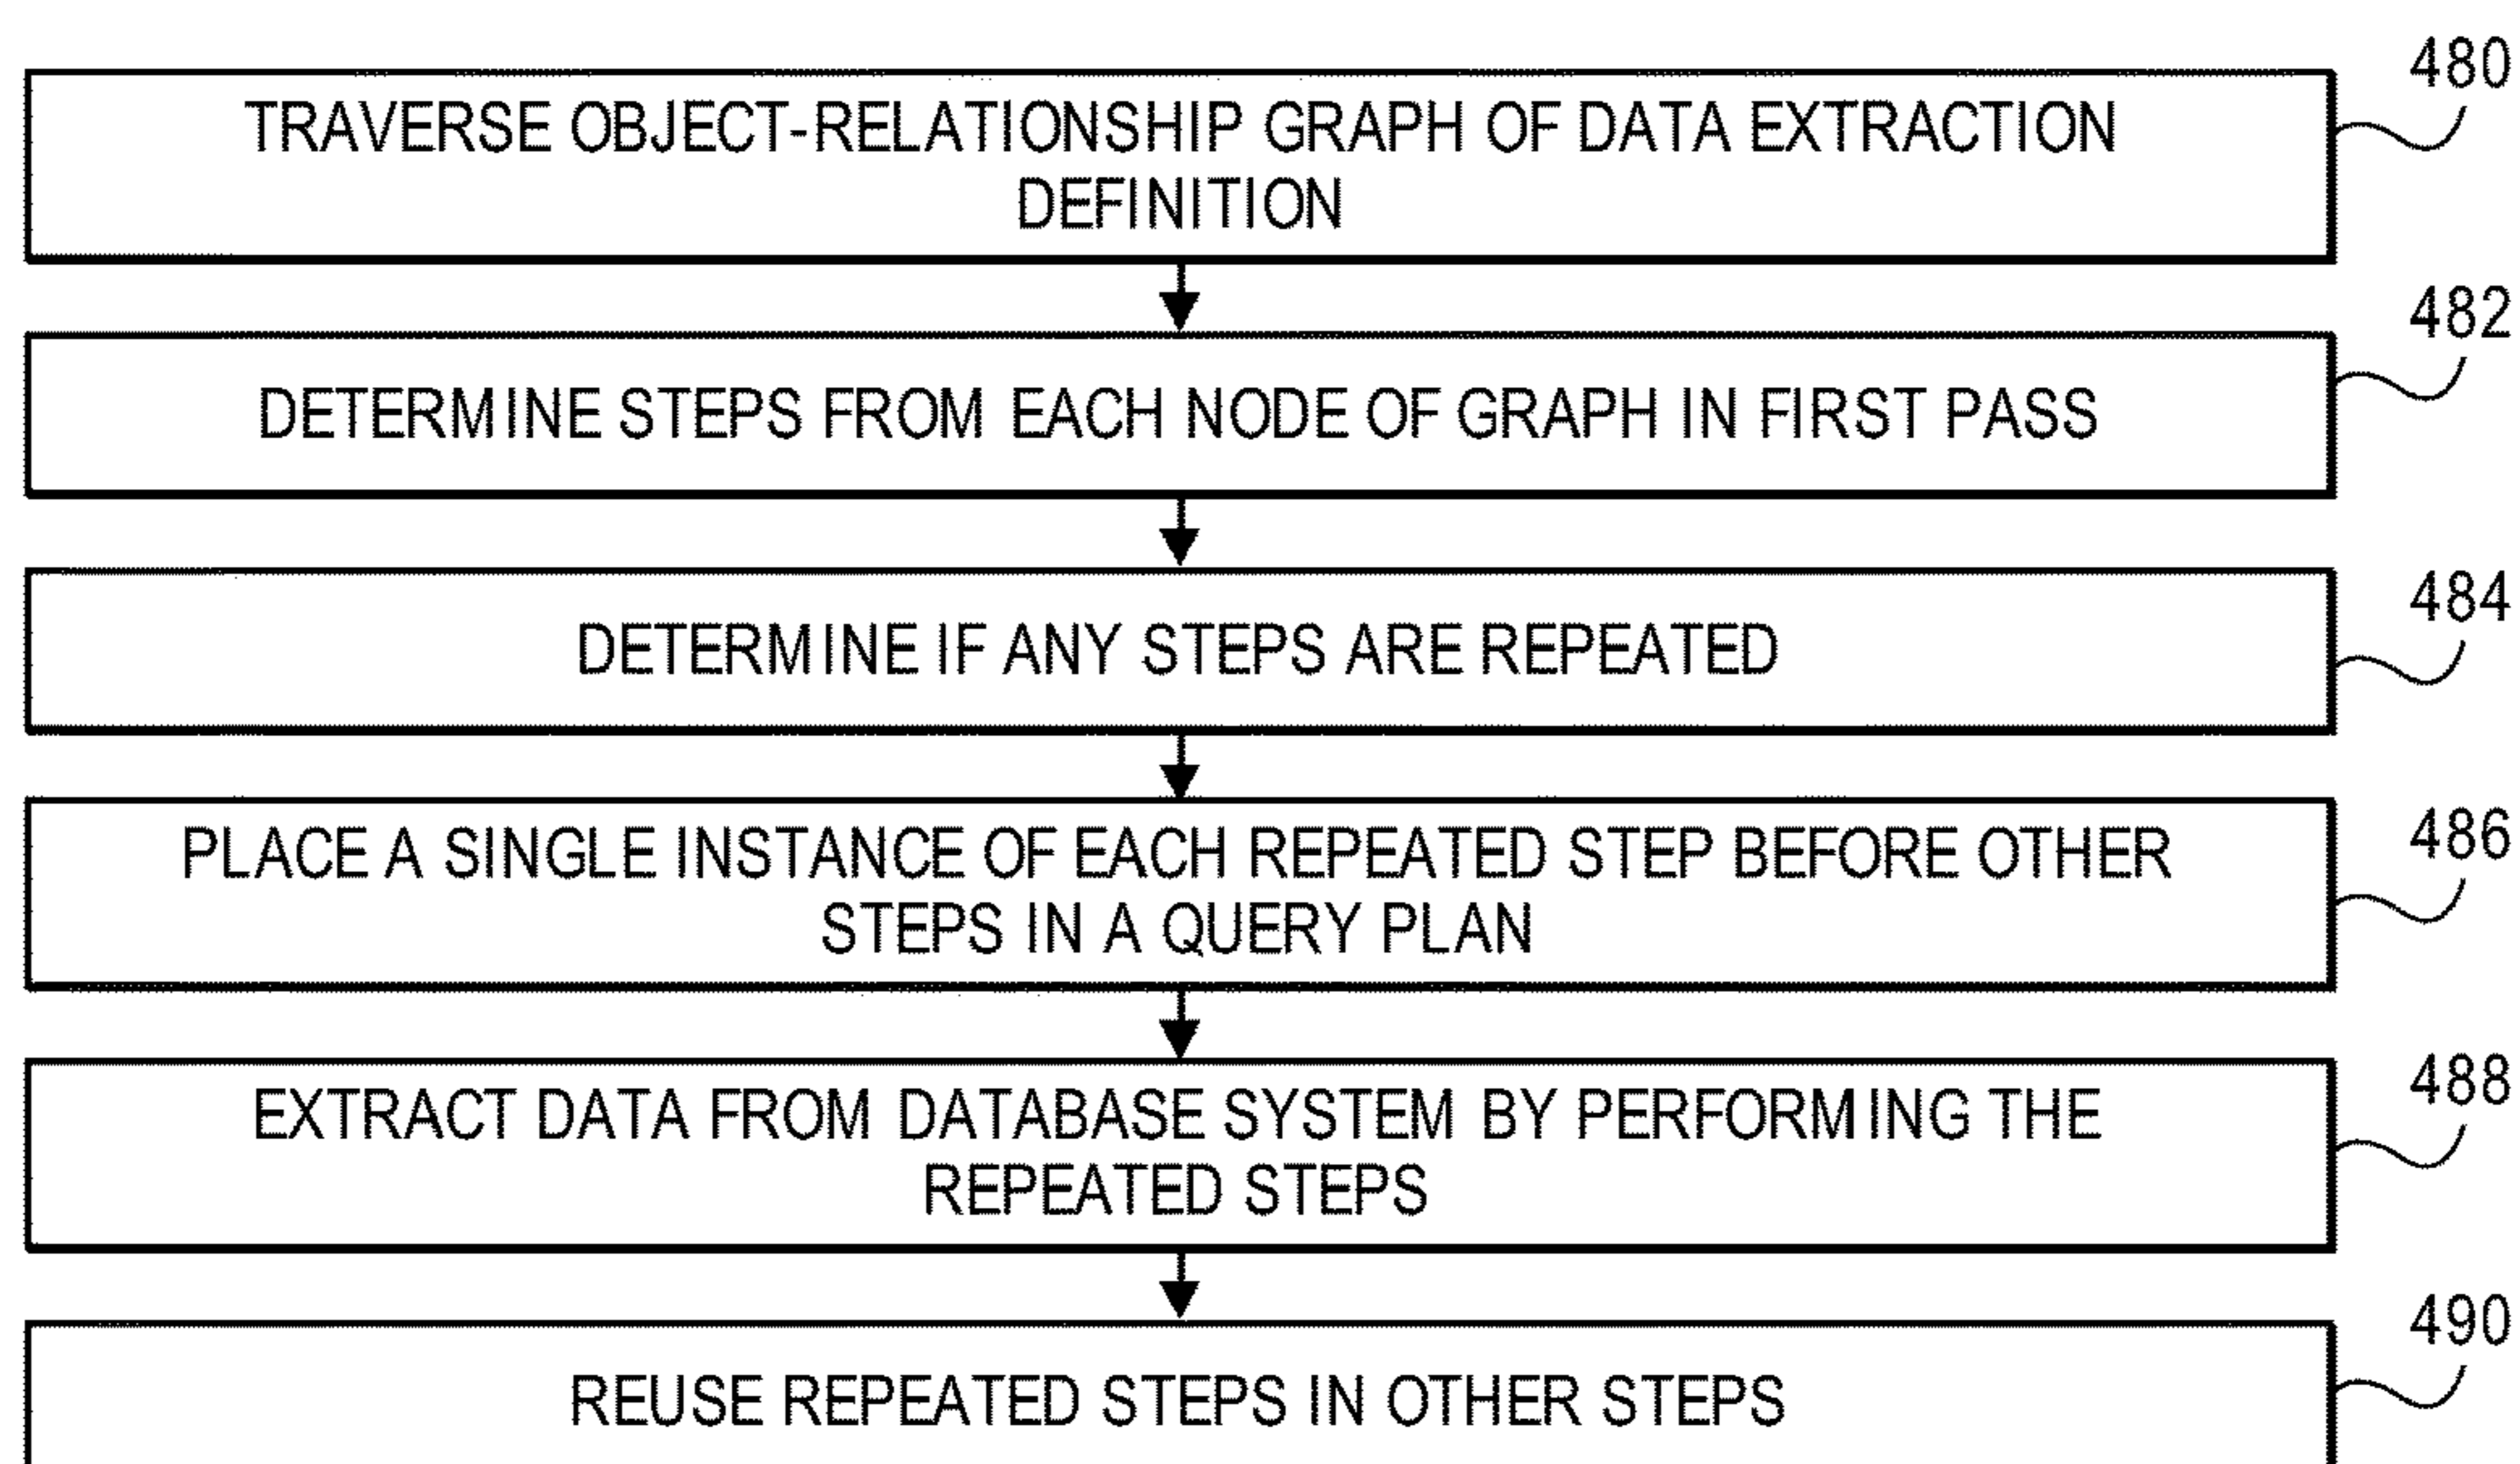 480
TRAVERSE OBJECT-RELATIONSHIP GRAPH OF DATA EXTRACTION
DEFINITION
482
DETERMINE STEPS FROM EACH NODE OF GRAPH IN FIRST PASS
484
DETERMINE IF ANY STEPS ARE REPEATED
486
PLACE A SINGLE INSTANCE OF EACH REPEATED STEP BEFORE OTHER
STEPS IN A QUERY PLAN
488
EXTRACT DATA FROM DATABASE SYSTEM BY PERFORMING THE
REPEATED STEPS
490
REUSE REPEATED STEPS IN OTHER STEPS